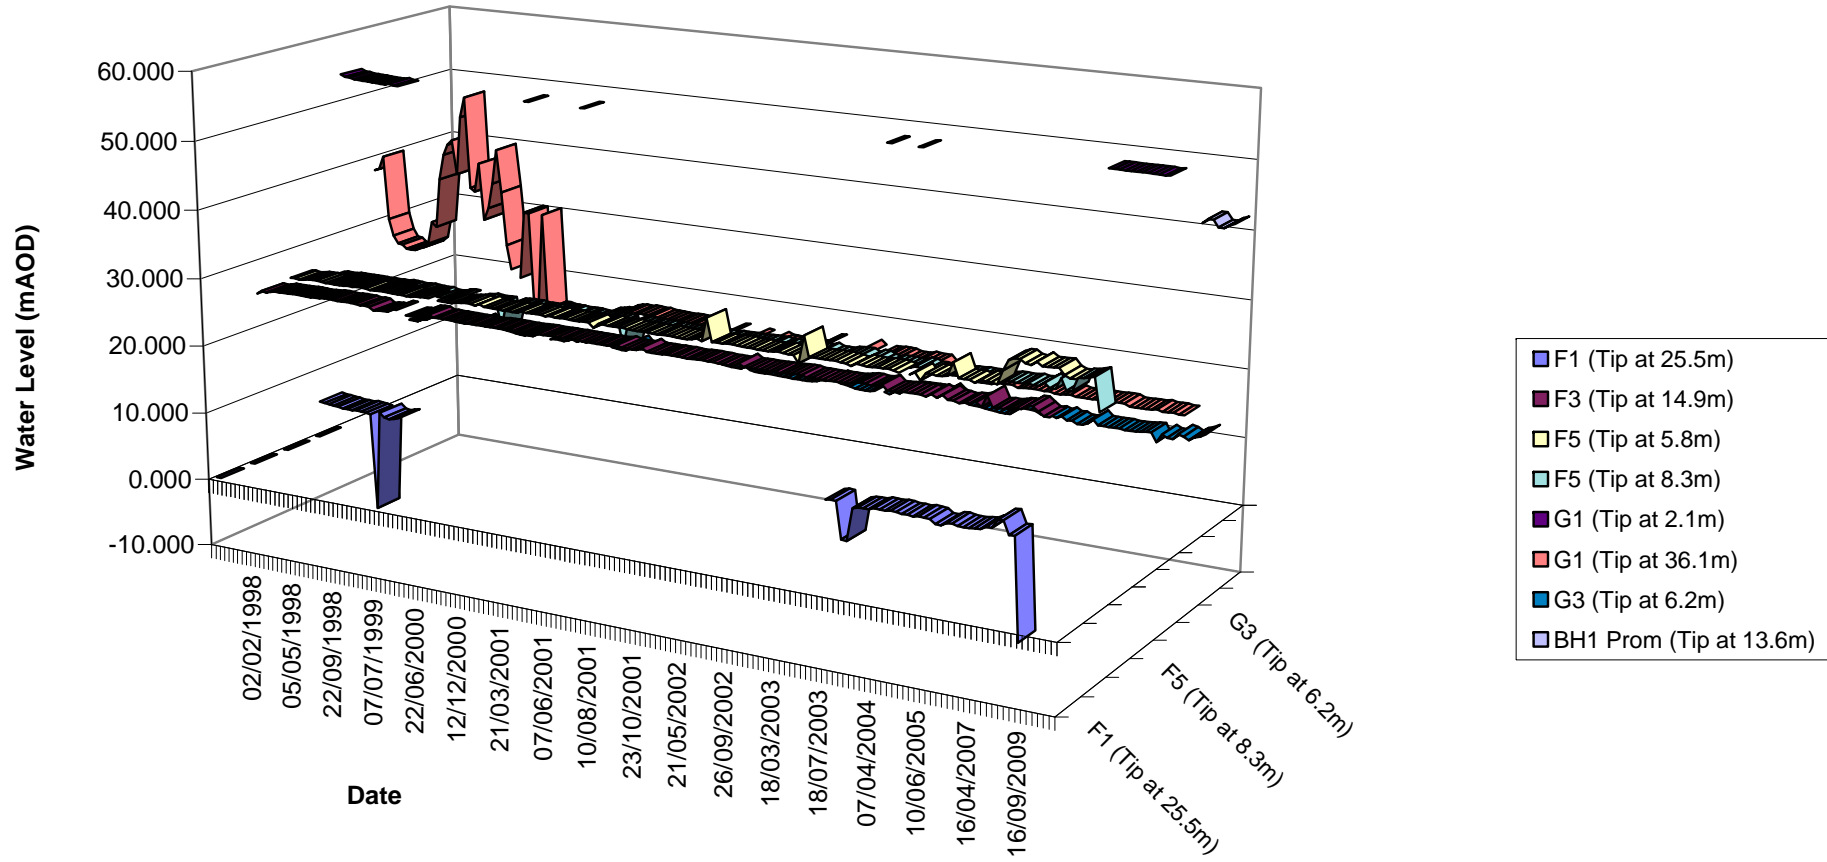 60.000
50.000
40.000
30.000
20.000
10.000
0.000
-10.000
Water Level (mAOD)
02/02/1998
05/05/1998
22/09/1998
07/07/1999
22/06/2000
12/12/2000
21/03/2001
07/06/2001
10/08/2001
23/10/2001
21/05/2002
26/09/2002
18/03/2003
18/07/2003
07/04/2004
10/06/2005
16/04/2007
16/09/2009
Date
F1 (Tip at 25.5m)
F5 (Tip at 8.3m)
G3 (Tip at 6.2m)
F1 (Tip at 25.5m)
F3 (Tip at 14.9m)
F5 (Tip at 5.8m)
F5 (Tip at 8.3m)
G1 (Tip at 2.1m)
G1 (Tip at 36.1m)
G3 (Tip at 6.2m)
BH1 Prom (Tip at 13.6m)